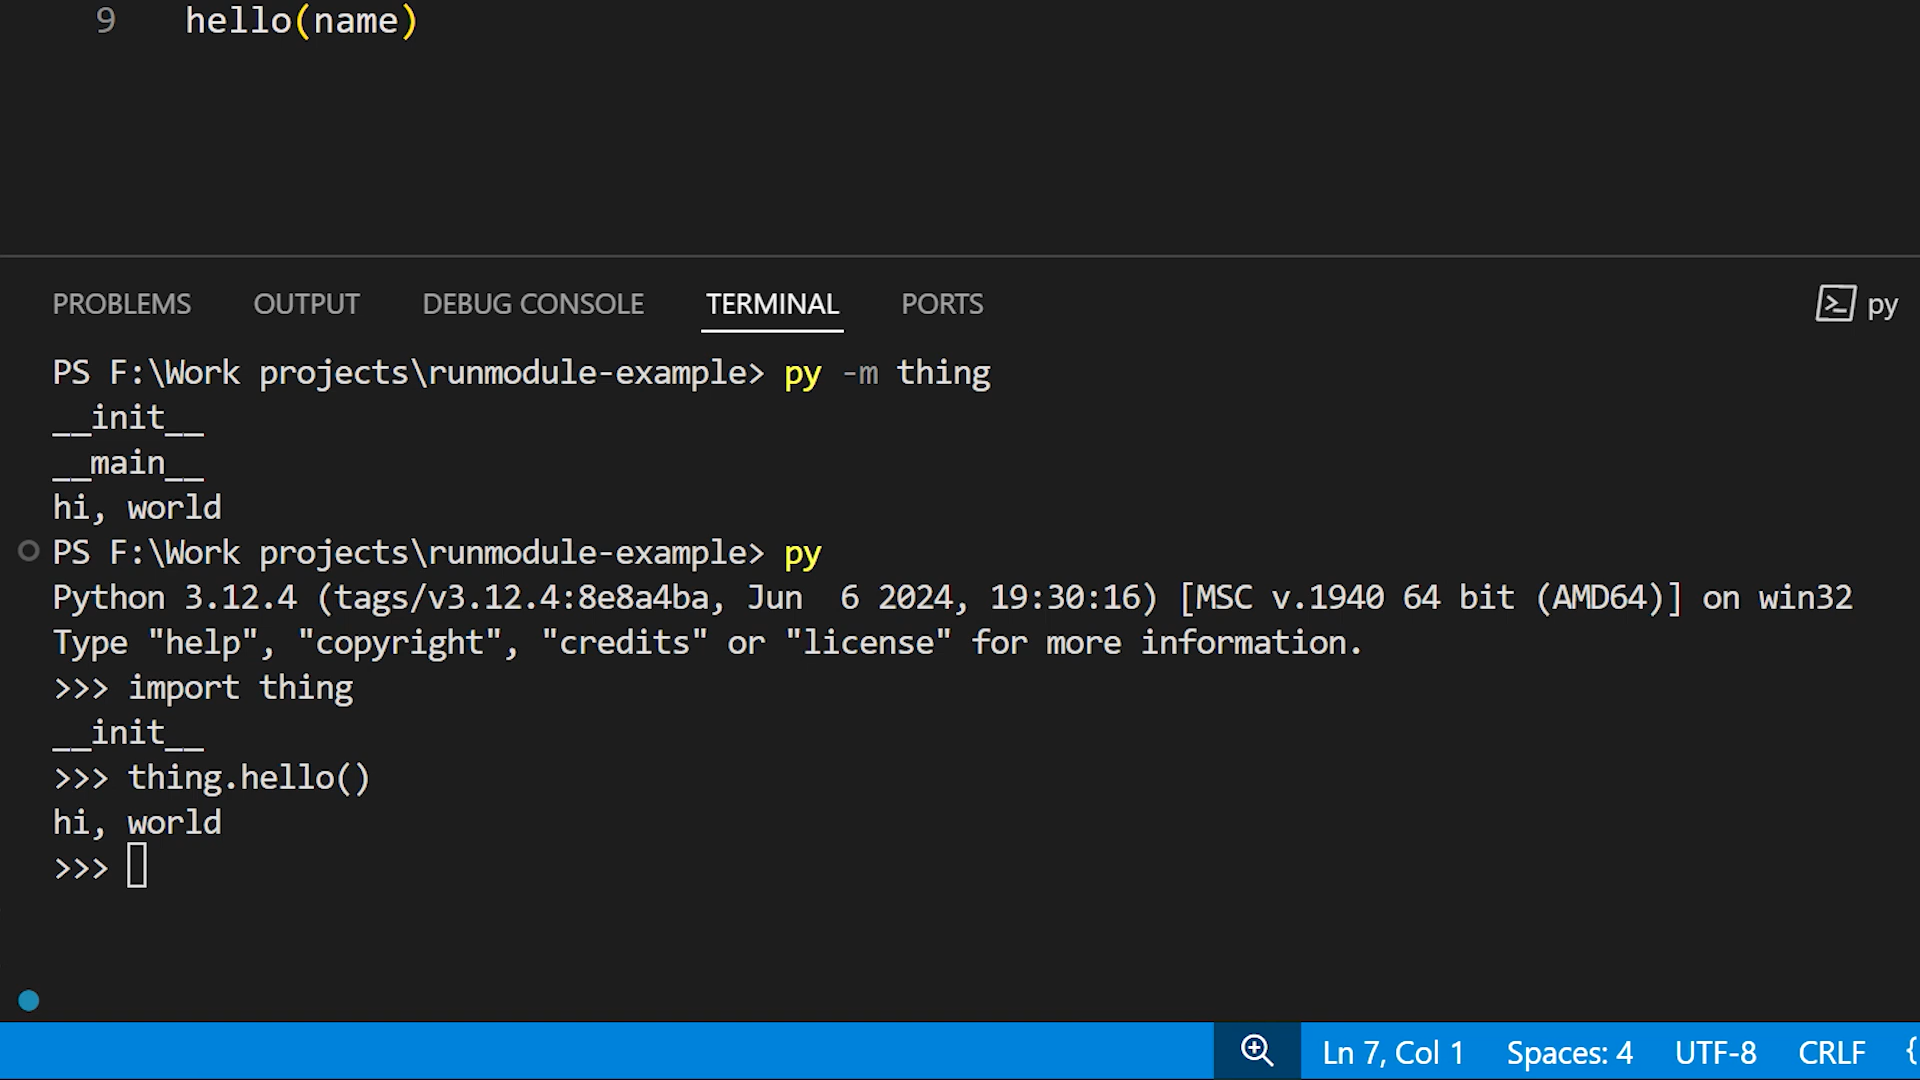 9 hello(name)
PROBLEMS OUTPUT DEBUG CONSOLE TERMINAL PORTS py
PS F:\Work projects\runmodule-example> py -m thing
__init__
__main__
hi, world
PS F:\Work projects\runmodule-example> py
Python 3.12.4 (tags/v3.12.4:8e8a4ba, Jun  6 2024, 19:30:16) [MSC v.1940 64 bit (AMD64)] on win32
Type "help", "copyright", "credits" or "license" for more information.
>>> import thing
__init__
>>> thing.hello()
hi, world
>>>
Ln 7, Col 1 Spaces: 4 UTF-8 CRLF {